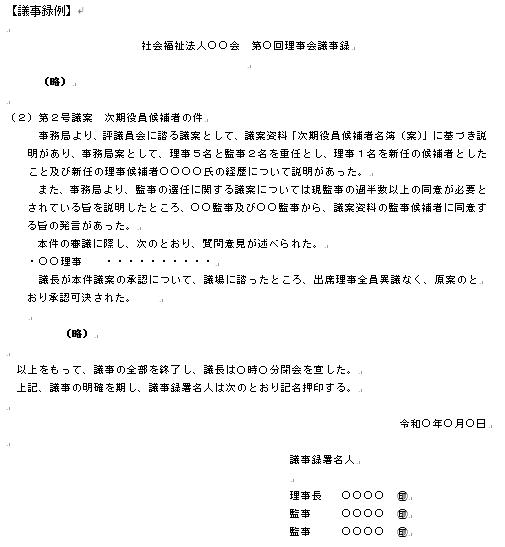 【議事録例】
社会福祉法人〇〇会　第〇回理事会議事録
（略）
（２）第２号議案　次期役員候補者の件
事務局より、評議員会に諮る議案として、議案資料「次期役員候補者名簿（案）」に基づき説
明があり、事務局案として、理事５名と監事２名を重任とし、理事１名を新任の候補者とした
こと及び新任の理事候補者〇〇〇〇氏の経歴について説明があった。
また、事務局より、監事の選任に関する議案については現監事の過半数以上の同意が必要と
されている旨を説明したところ、〇〇監事及び〇〇監事から、議案資料の監事候補者に同意す
る旨の発言があった。
本件の審議に際し、次のとおり、質問意見が述べられた。
・〇〇理事　　・・・・・・・・・・
議長が本件議案の承認について、議場に諮ったところ、出席理事全員異議なく、原案のと
おり承認可決された。
（略）
以上をもって、議事の全部を終了し、議長は〇時〇分閉会を宣した。
上記、議事の明確を期し、議事録署名人は次のとおり記名押印する。
令和〇年〇月〇日
議事録署名人
理事長　〇〇〇〇　㊞
監事　〇〇〇〇　㊞
監事　〇〇〇〇　㊞